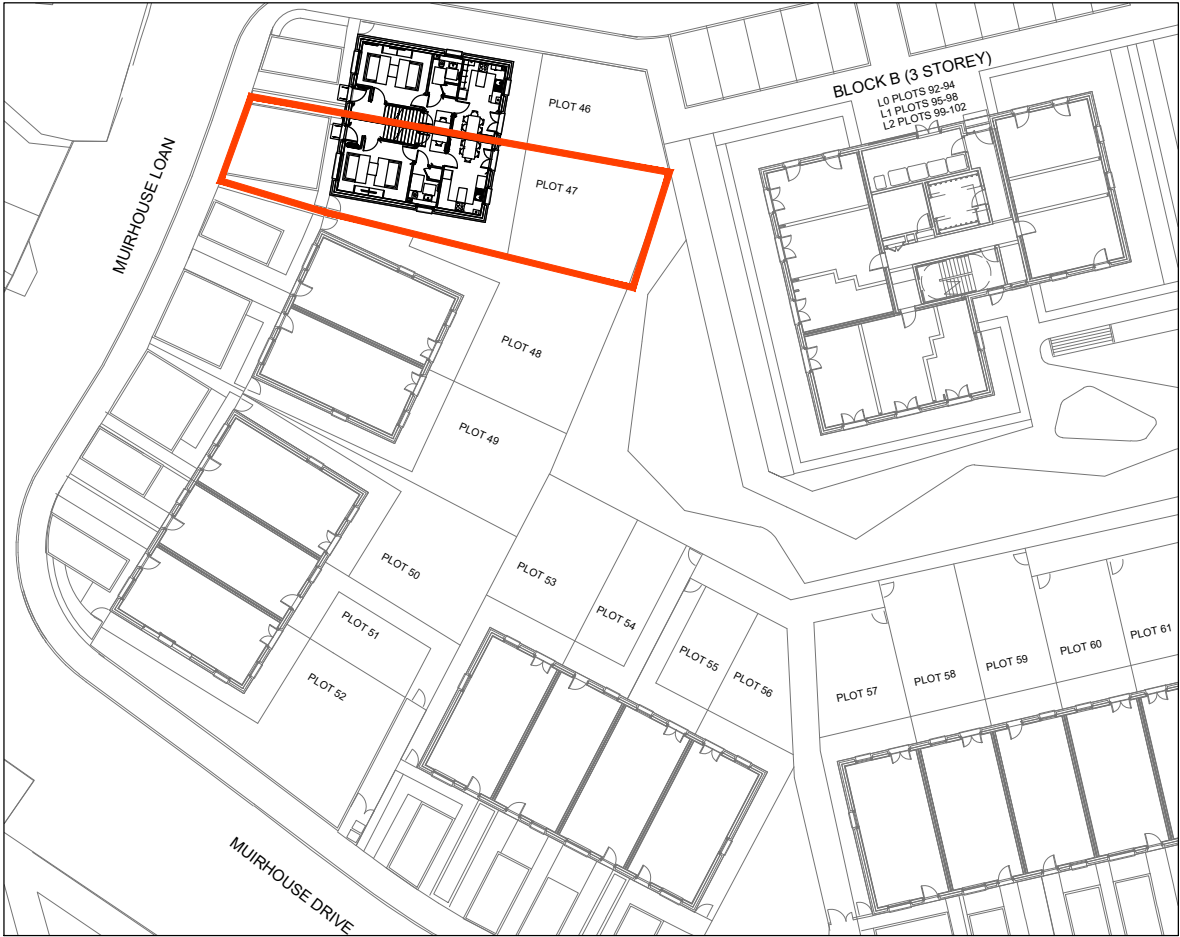 BLOCK B (3 STOREY)
L0 PLOTS 92-94
L1 PLOTS 95-98
L2 PLOTS 99-102
PLOT 46
PLOT 47
MUIRHOUSE LOAN
PLOT 48
PLOT 49
PLOT 50
PLOT 51
PLOT 52
PLOT 53
PLOT 54
PLOT 55
PLOT 56
PLOT 57
PLOT 58
PLOT 59
PLOT 60
PLOT 61
MUIRHOUSE DRIVE